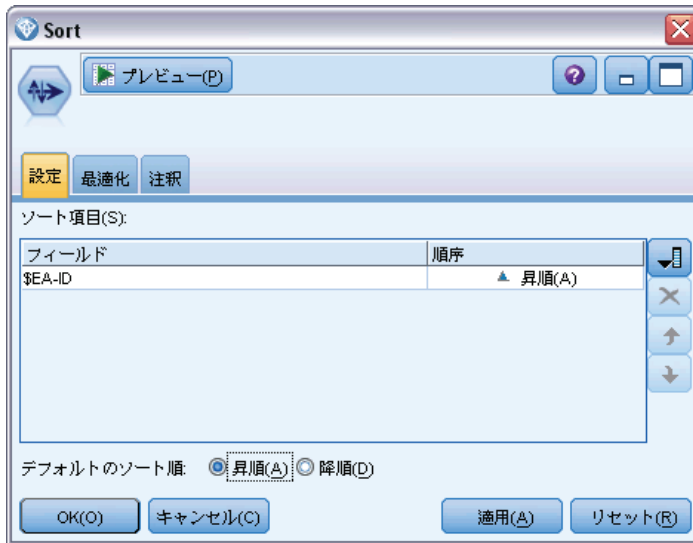 Sort
プレビュー(P)
設定 最適化 注釈
ソート項目(S):
フィールド 順序
$EA-ID 昇順(A)
デフォルトのソート順: 昇順(A) 降順(D)
OK(O) キャンセル(C) 適用(A) リセット(R)